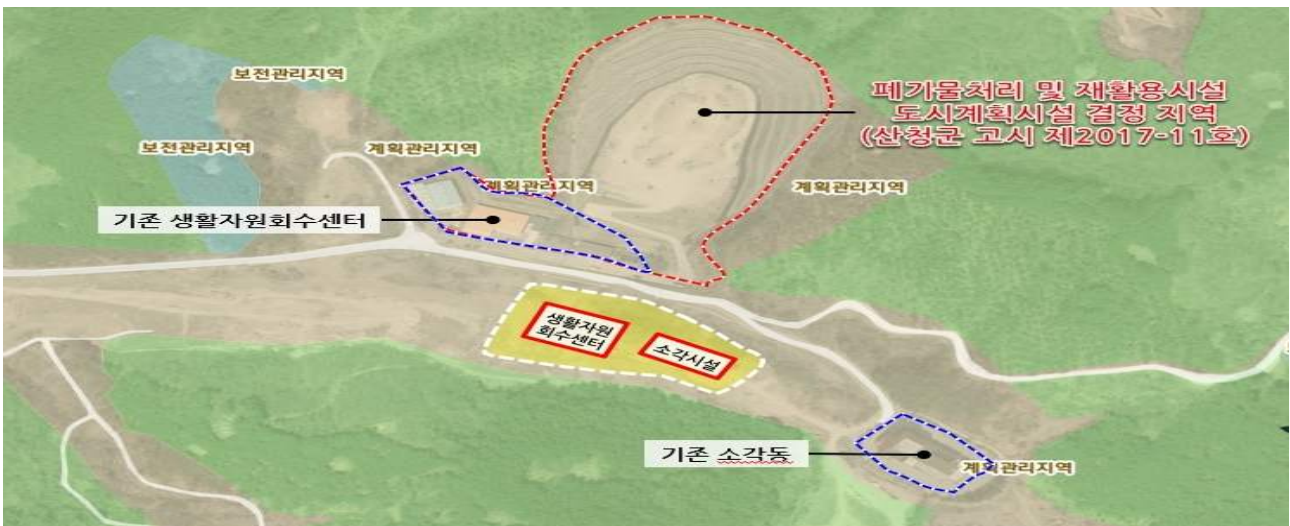 보전관리지역
폐기물처리 및 재활용시설
도시계획시설 결정 지역
(산청군 고시 제2017-11호)
보전관리지역
계획관리지역
계획관리지역
계획관리지역
기존 생활자원회수센터
생활자원
회수센터
소각시설
기존 소각동
계획관리지역